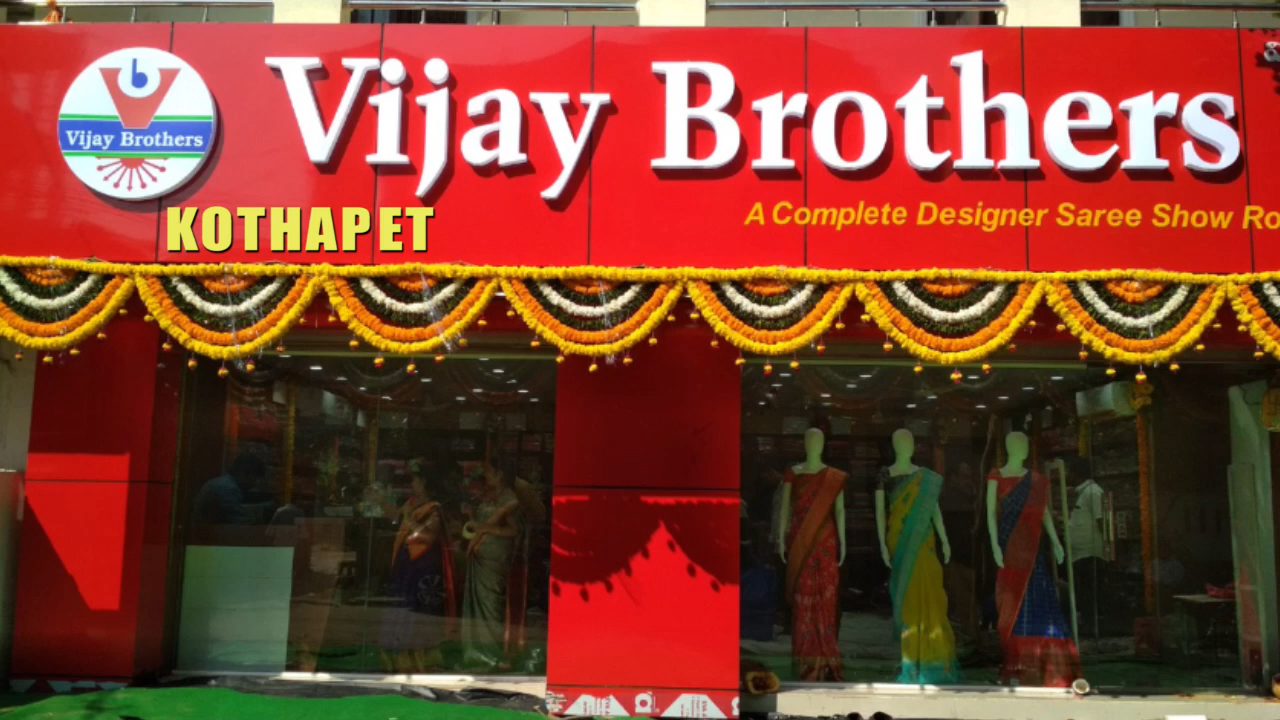 b
Vijay Brothers
Vijay Brothers
KOTHAPET
A Complete Designer Saree Show Ro